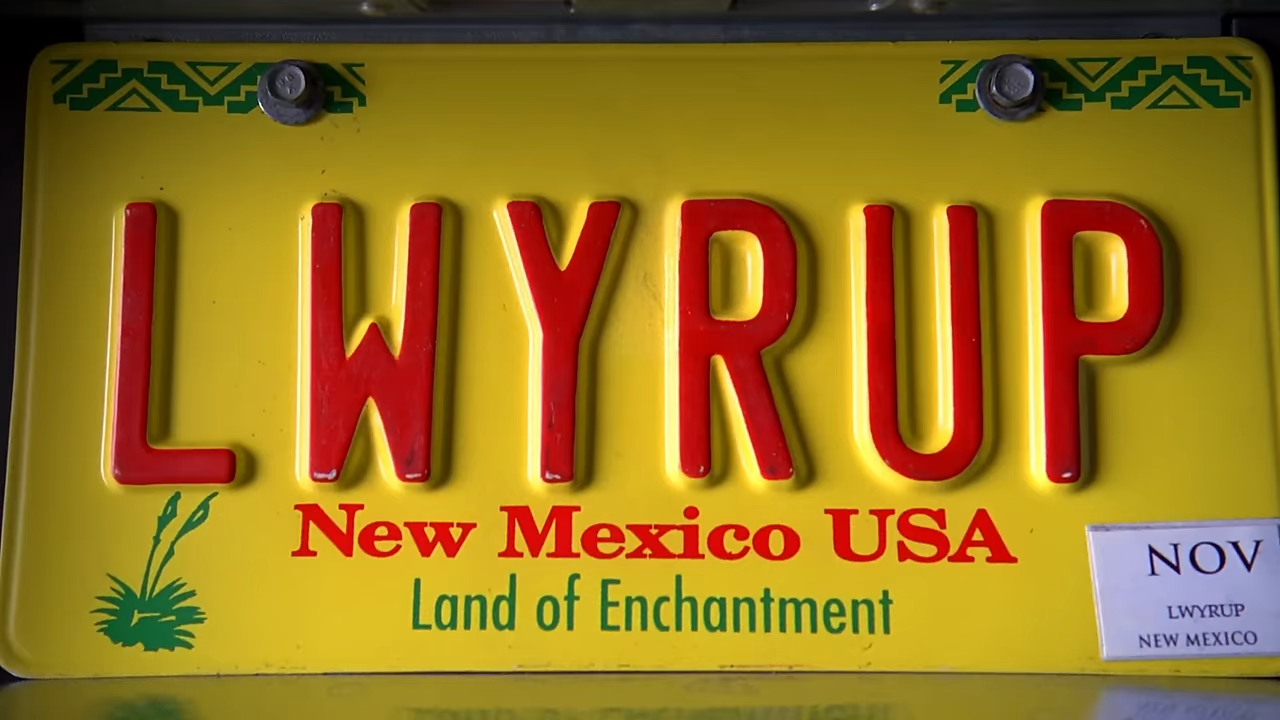 LWYRUP
New Mexico USA
Land of Enchantment
NOV
LWYRUP
NEW MEXICO